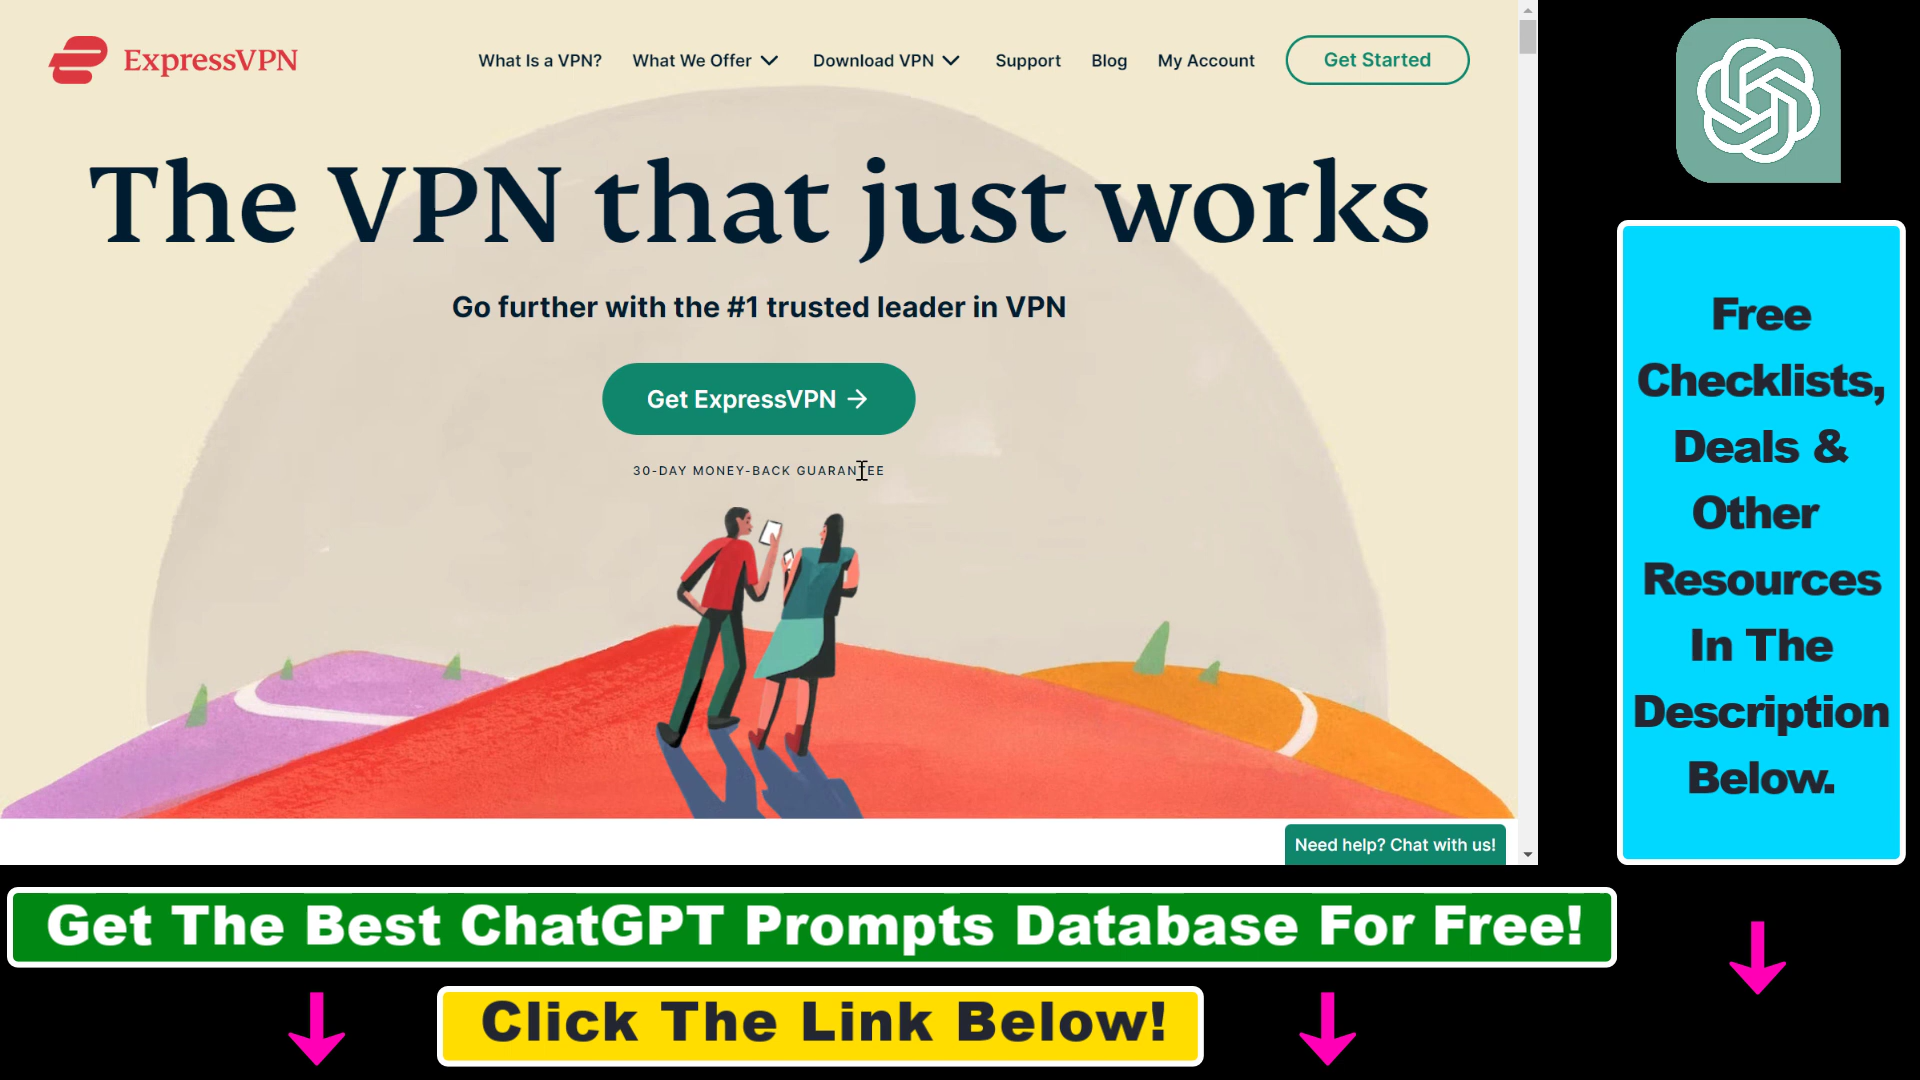 ExpressVPN
What Is a VPN?
What We Offer
Download VPN
Support
Blog
My Account
Get Started
The VPN that just works
Go further with the #1 trusted leader in VPN
Get ExpressVPN →
30-DAY MONEY-BACK GUARANTEE
Need help? Chat with us!
Free
Checklists,
Deals &
Other
Resources
In The
Description
Below.
Get The Best ChatGPT Prompts Database For Free!
Click The Link Below!